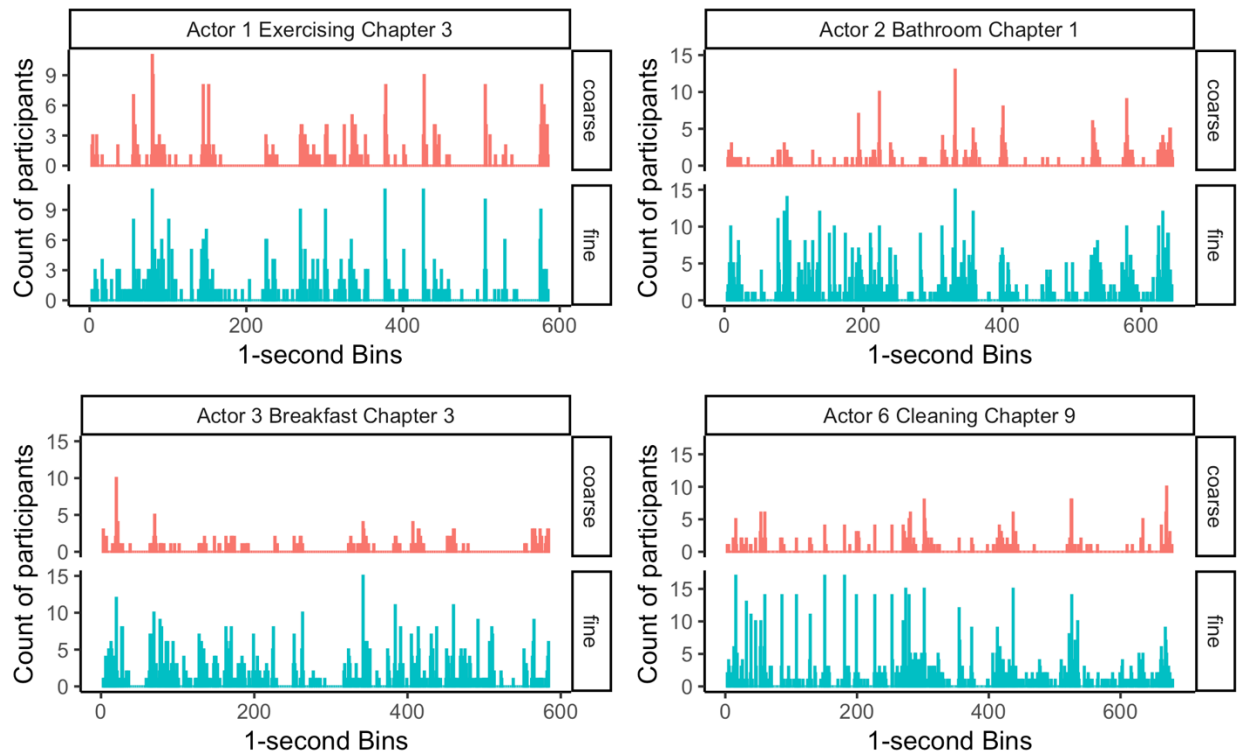 Actor 1 Exercising Chapter 3
Count of participants
9
6
3
0
coarse
9
6
3
0
fine
0 200 400 600
1-second Bins
Actor 2 Bathroom Chapter 1
Count of participants
15
10
5
0
coarse
15
10
5
0
fine
0 200 400 600
1-second Bins
Actor 3 Breakfast Chapter 3
Count of participants
15
10
5
0
coarse
15
10
5
0
fine
0 200 400 600
1-second Bins
Actor 6 Cleaning Chapter 9
Count of participants
15
10
5
0
coarse
15
10
5
0
fine
0 200 400 600
1-second Bins